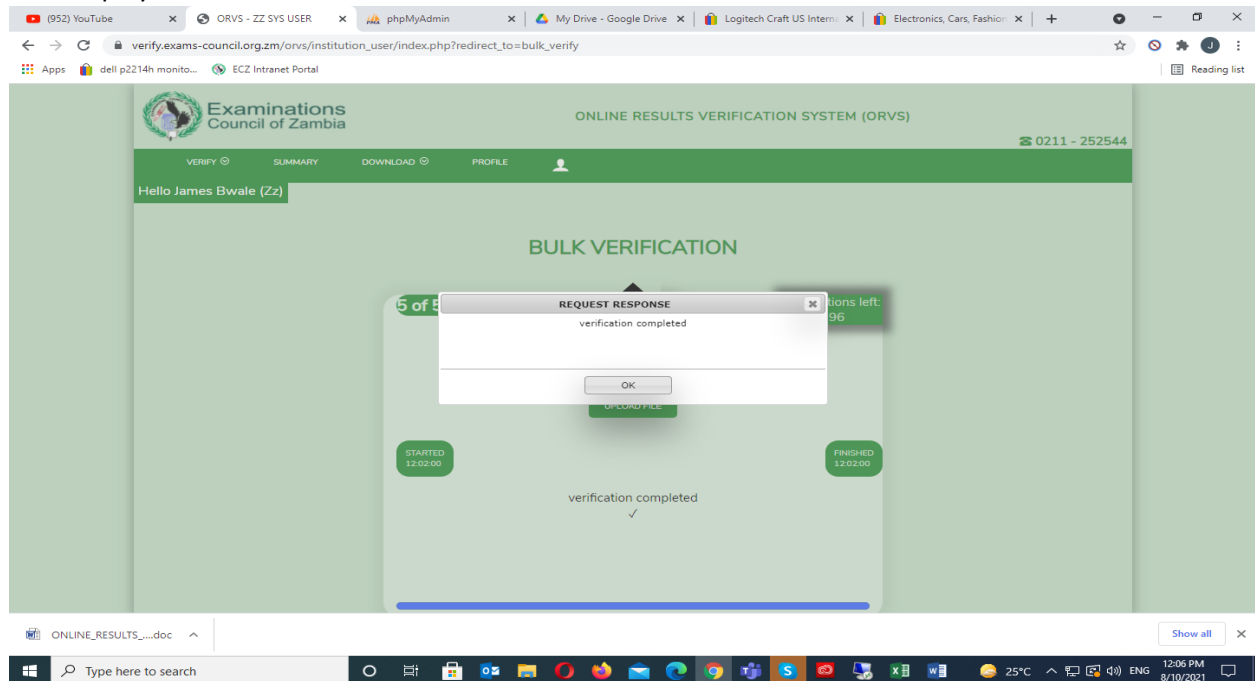 (952) YouTube
ORVS - ZZ SYS USER
phpMyAdmin
My Drive - Google Drive
Logitech Craft US Intern
Electronics, Cars, Fashion
verify.exams-council.org.zm/orvs/institution_user/index.php?redirect_to=bulk_verify
J
Apps
dell p2214h monito...
ECZ Intranet Portal
Reading list
Examinations
Council of Zambia
ONLINE RESULTS VERIFICATION SYSTEM (ORVS)
0211 - 252544
VERIFY
SUMMARY
DOWNLOAD
PROFILE
Hello James Bwale (Zz)
BULK VERIFICATION
5 of 5
REQUEST RESPONSE
tions left:
96
verification completed
OK
UPLOAD FILE
STARTED
12:02:00
FINISHED
12:02:00
verification completed
ONLINE_RESULTS_....doc
Show all
Type here to search
25°C
ENG
12:06 PM
8/10/2021